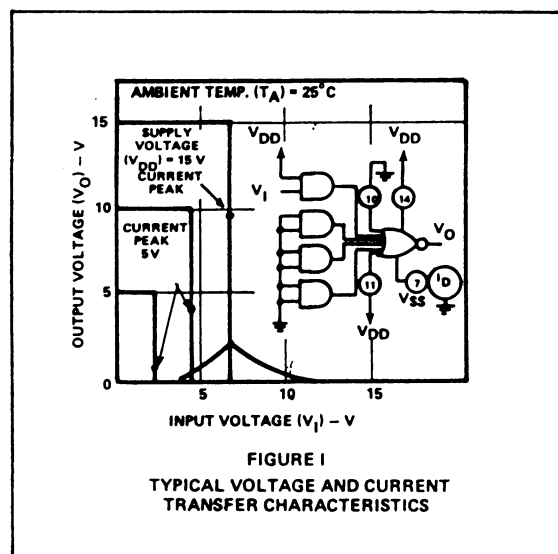 AMBIENT TEMP. (TA) = 25°C
15
SUPPLY
VOLTAGE
(VDD) = 15 V
CURRENT
PEAK
10
CURRENT
PEAK
5V
5
0
OUTPUT VOLTAGE (VO) – V
VDD
VDD
VI
10
14
VO
11
7
ID
VSS
VDD
5
10
15
INPUT VOLTAGE (VI) – V
FIGURE I
TYPICAL VOLTAGE AND CURRENT
TRANSFER CHARACTERISTICS